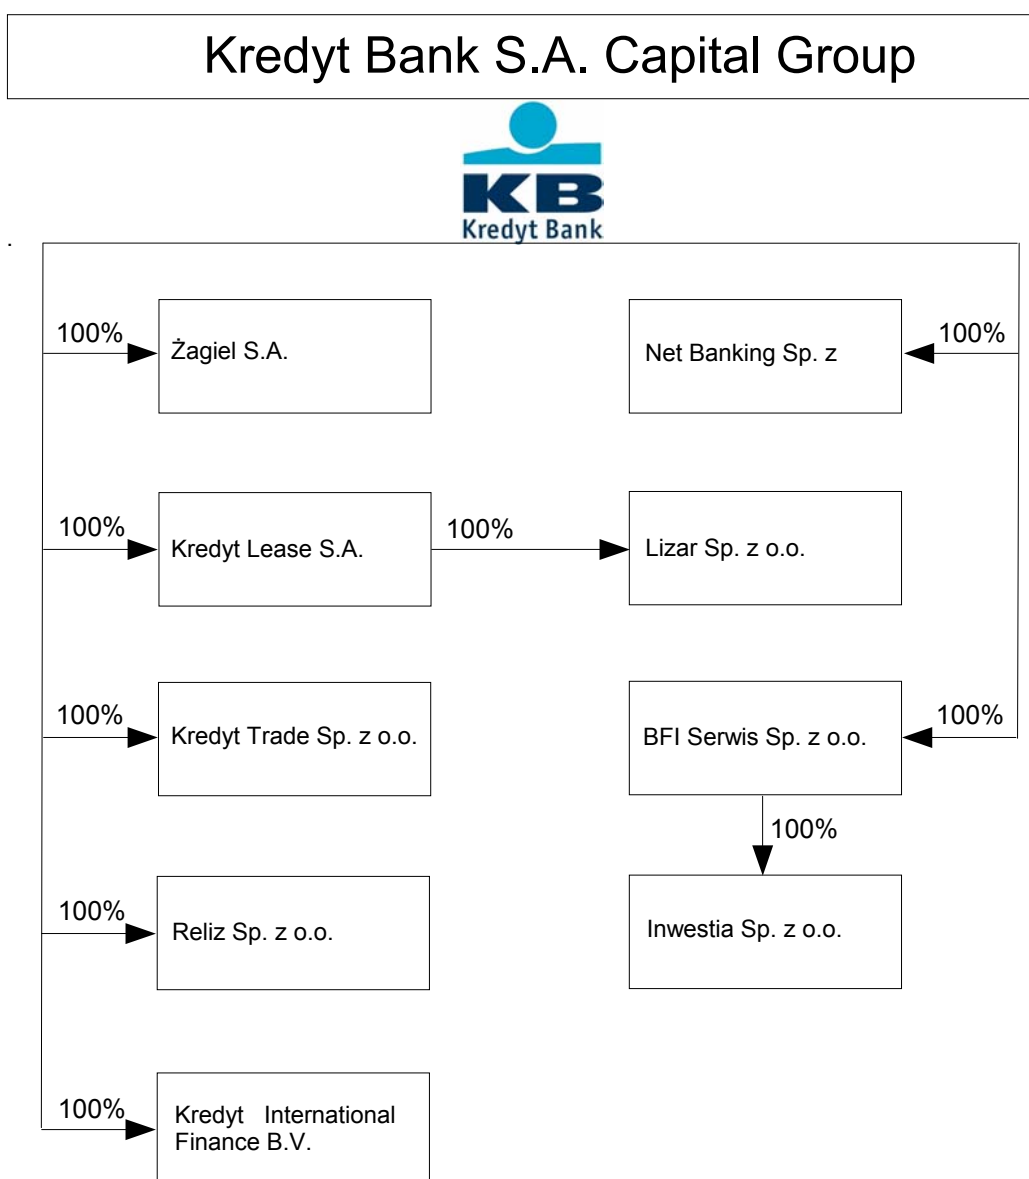 Kredyt Bank S.A. Capital Group
KB
Kredyt Bank
.
100%
Żagiel S.A.
Net Banking Sp. z
100%
100%
Kredyt Lease S.A.
100%
Lizar Sp. z o.o.
100%
Kredyt Trade Sp. z o.o.
BFI Serwis Sp. z o.o.
100%
100%
100%
Reliz Sp. z o.o.
Inwestia Sp. z o.o.
100%
Kredyt International
Finance B.V.